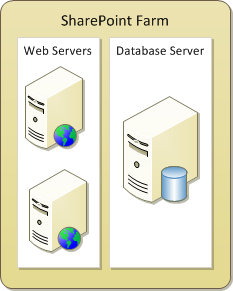 SharePoint Farm
Web Servers
Database Server